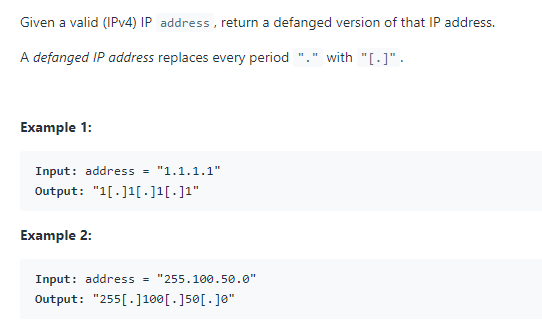 Given a valid (IPv4) IP address, return a defanged version of that IP address.
A defanged IP address replaces every period "." with "[.]".
Example 1:
Input: address = "1.1.1.1"
Output: "1[.]1[.]1[.]1"
Example 2:
Input: address = "255.100.50.0"
Output: "255[.]100[.]50[.]0"